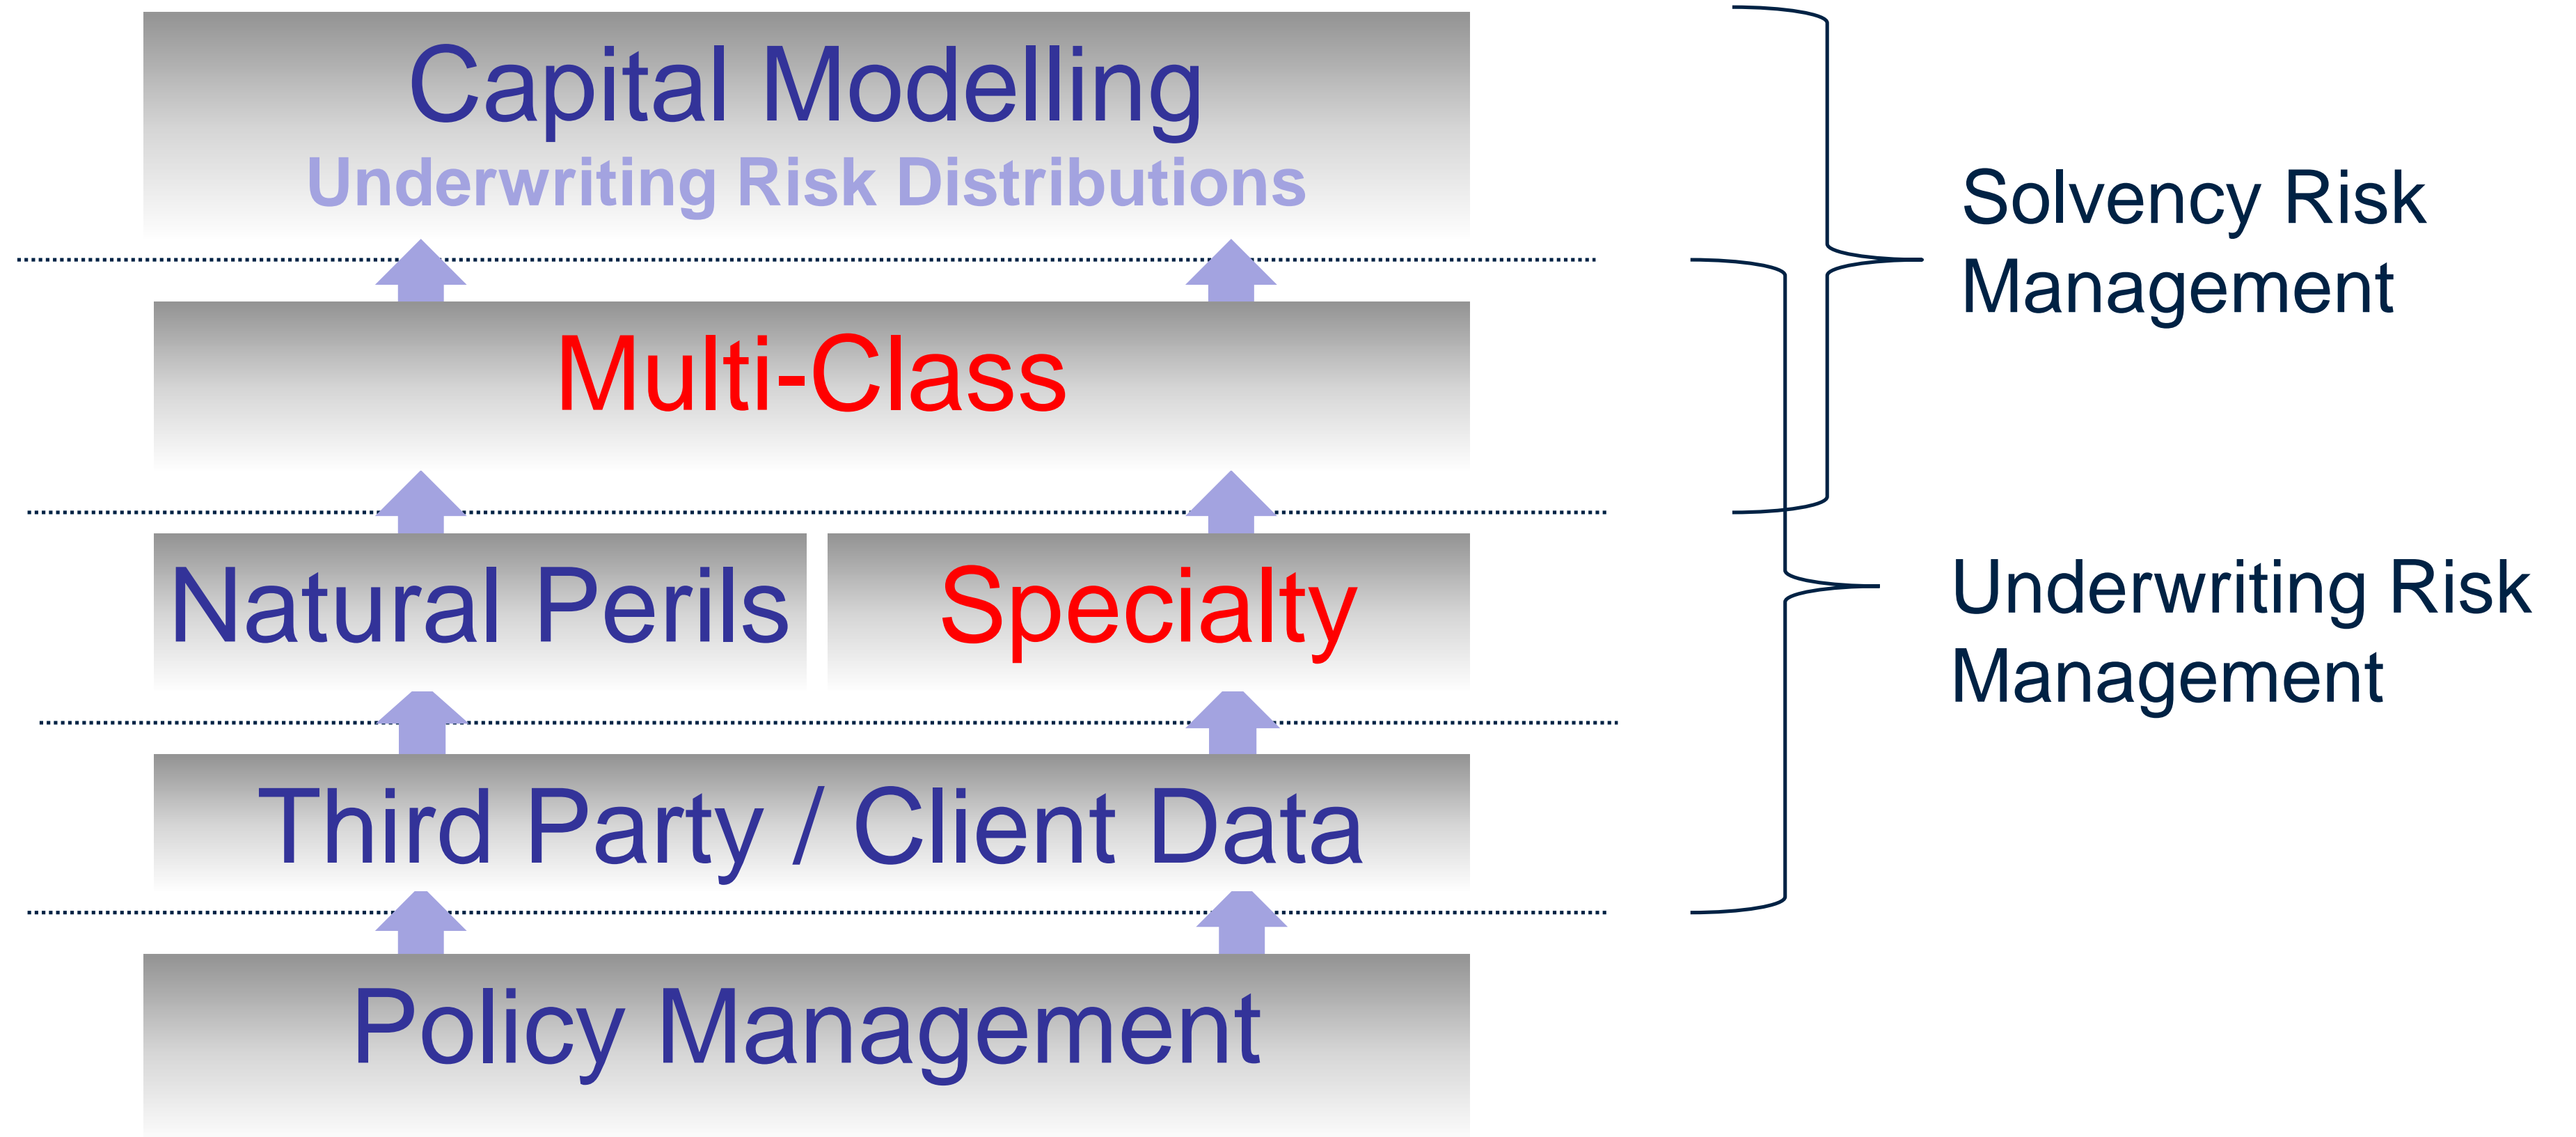 Capital Modelling
Underwriting Risk Distributions
Multi-Class
Natural Perils
Specialty
Third Party / Client Data
Policy Management
Solvency Risk
Management
Underwriting Risk
Management